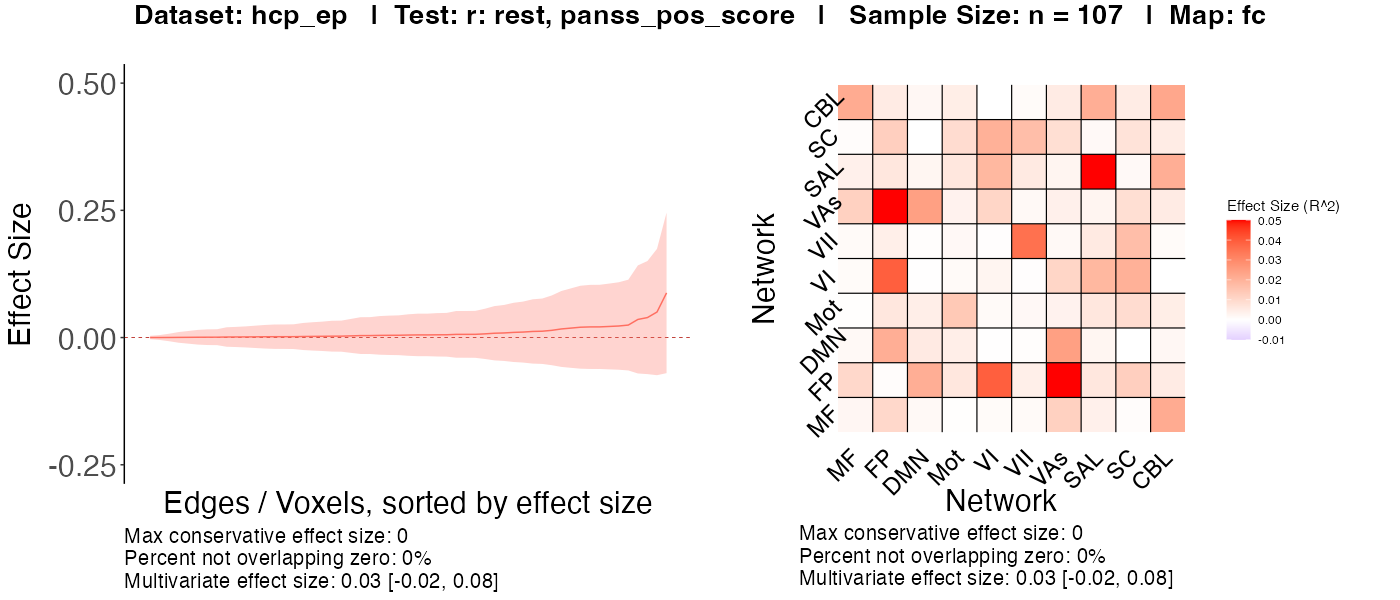 Dataset: hcp_ep | Test: r: rest, panss_pos_score | Sample Size: n = 107 | Map: fc
Effect Size
0.50
0.25
0.00
-0.25
Edges / Voxels, sorted by effect size
Max conservative effect size: 0
Percent not overlapping zero: 0%
Multivariate effect size: 0.03 [-0.02, 0.08]
Network
CBL
SC
SAL
VAs
VII
VI
Mot
DMN
FP
MF
MF FP DMN Mot VI VII VAs SAL SC CBL
Network
Max conservative effect size: 0
Percent not overlapping zero: 0%
Multivariate effect size: 0.03 [-0.02, 0.08]
Effect Size (R^2)
0.05
0.04
0.03
0.02
0.01
0.00
-0.01